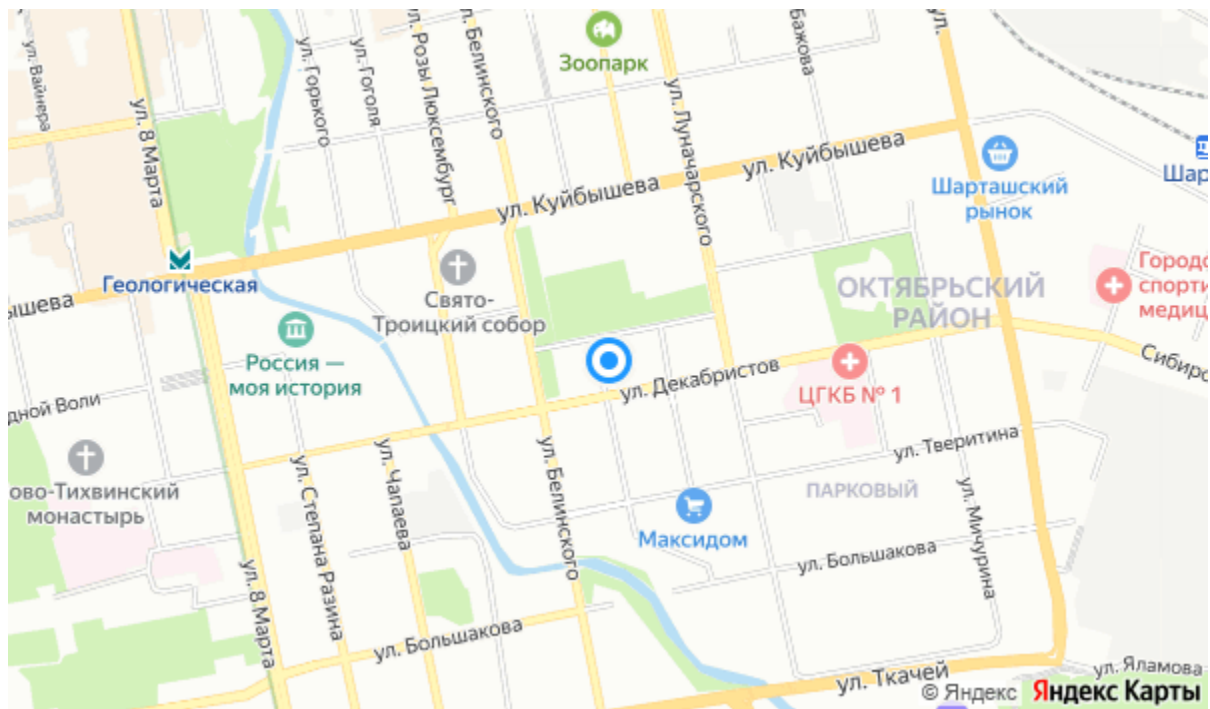 ул. Вайнера
ул. 8 Марта
ул. Горького
ул. Гоголя
ул. Розы Люксембург
ул. Белинского
Зоопарк
ул. Луначарского
Бажова
ул.
ул. Куйбышева
ул. Куйбышева
Шарташский
рынок
Шар
Геологическая
ышева
Свято-
Троицкий собор
ОКТЯБРЬСКИЙ
РАЙОН
Городс
спорти
медиц
Россия —
моя история
Сибирс
ул. Декабристов
ЦГКБ № 1
дной Воли
ово-Тихвинский
монастырь
ул. Степана Разина
ул. Чапаева
ул. Белинского
ул. Тверитина
ПАРКОВЫЙ
Максидом
ул. Мичурина
ул. Большакова
ул. 8 Марта
ул. Большакова
ул. Ткачей
ул. Яламова
© Яндекс Яндекс Карты